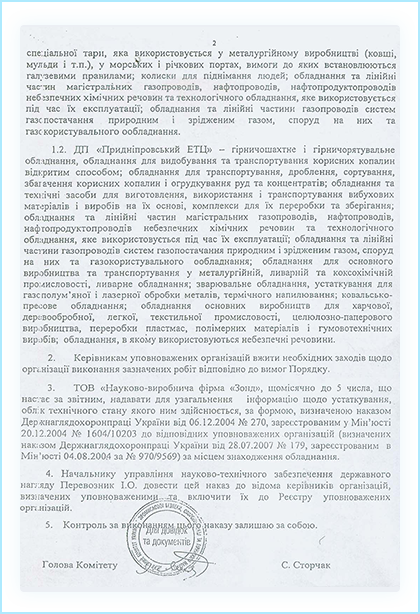 2
спеціальної тари, яка використовується у металургійному виробництві (ковші,
мульди і т.п.), у морських і річкових портах, вимоги до яких встановлюються
галузевими правилами; колиски для піднімання людей; обладнання та лінійні
частин магістральних газопроводів, нафтопроводів, нафтопродуктопроводів
небезпечних хімічних речовин та технологічного обладнання, яке використовується
під час їх експлуатації; обладнання та лінійні частини газопроводів систем
газопостачання природним і зрідженим газом, споруд на них та
газокористувального ообладнання.
1.2. ДП «Придніпровський ЕТЦ» – гірничошахтне і гірничорятувальне
обладнання, обладнання для видобування та транспортування корисних копалин
відкритим способом; обладнання для транспортування, дроблення, сортування,
збагачення корисних копалин і огрудкування руд та концентратів; обладнання та
технічні засоби для виготовлення, використання і транспортування вибухових
матеріалів і виробів на їх основі, комплекси для їх переробки та зберігання;
обладнання та лінійні частин магістральних газопроводів, нафтопроводів,
нафтопродуктопроводів небезпечних хімічних речовин та технологічного
обладнання, яке використовується під час їх експлуатації; обладнання та лінійні
частини газопроводів систем газопостачання природним і зрідженим газом, споруд
на них та газокористувального обладнання; обладнання для основного
виробництва та транспортування у металургійній, ливарній та коксохімічній
промисловості, ливарне обладнання; зварювальне обладнання, устаткування для
газополум’яної і лазерної обробки металів, термічного напилювання; ковальсько-
пресове обладнання; обладнання основних виробництв для харчової,
деревообробної, легкої, текстильної промисловості, целюлозно-паперового
виробництва, переробки пластмас, полімерних матеріалів і гумотехнічних
виробів; обладнання, в якому використовуються небезпечні речовини.
2. Керівникам уповноважених організацій вжити необхідних заходів щодо
організації виконання зазначених робіт відповідно до вимог Порядку.
3. ТОВ «Науково-виробнича фірма «Зонд», щомісячно до 5 числа, що
настає за звітним, надавати для узагальнення інформацію щодо устаткування,
облік технічного стану якого ним здійснюється, за формою, визначеною наказом
Держнаглядохоронпраці України від 06.12.2004 № 270, зареєстрованим у Мін’юсті
20.12.2004 № 1604/10203 до відповідних уповноважених організацій (визначених
наказом Держнаглядохоронпраці України від 28.07.2007 № 179, зареєстрованим в
Мін’юсті 04.08.2004 за № 970/9569) за місцем знаходження обладнання.
4. Начальнику управління науково-технічного забезпечення державного
нагляду Перевозник І.О. довести цей наказ до відома керівників організацій,
визначених уповноваженими та включити їх до Реєстру уповноважених
організацій.
5. Контроль за виконанням цього наказу залишаю за собою.
Для довідок
та документів
Голова Комітету С. Сторчак